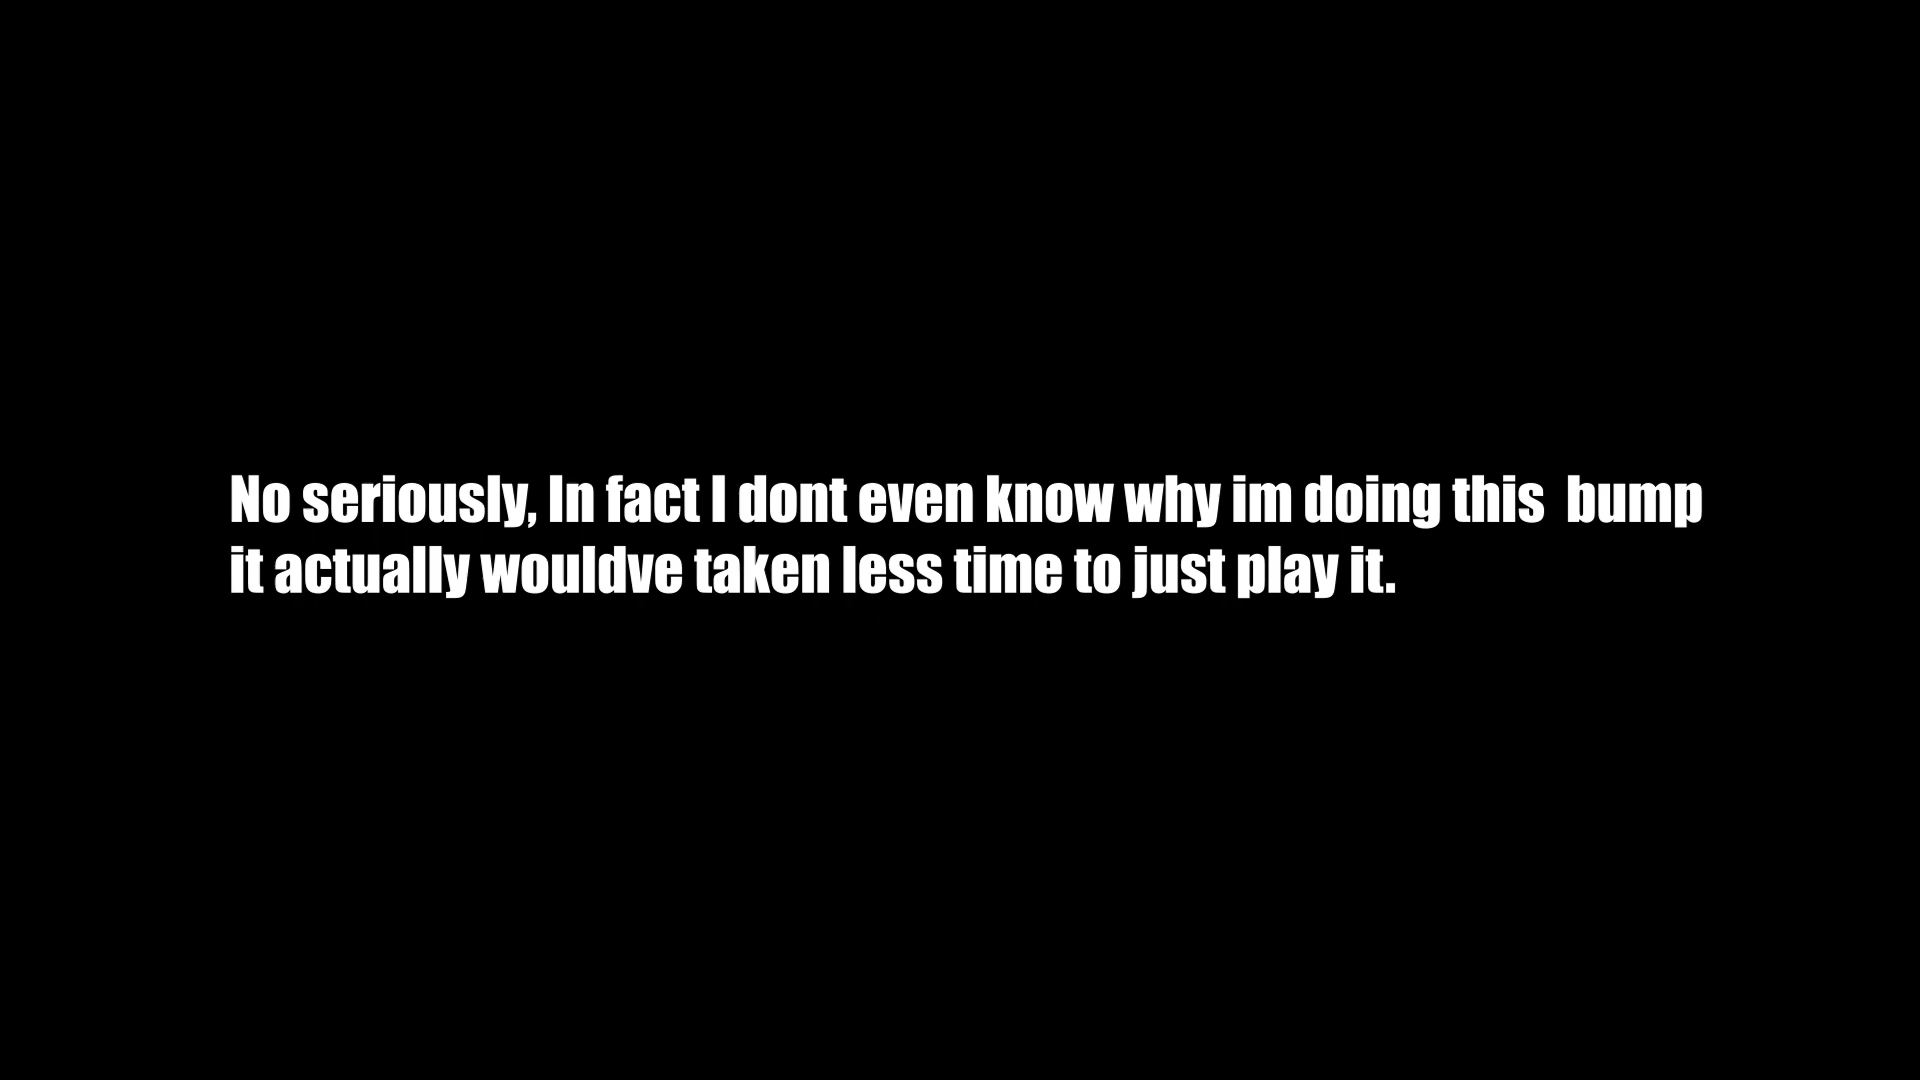 No seriously, In fact I dont even know why im doing this  bump
it actually wouldve taken less time to just play it.